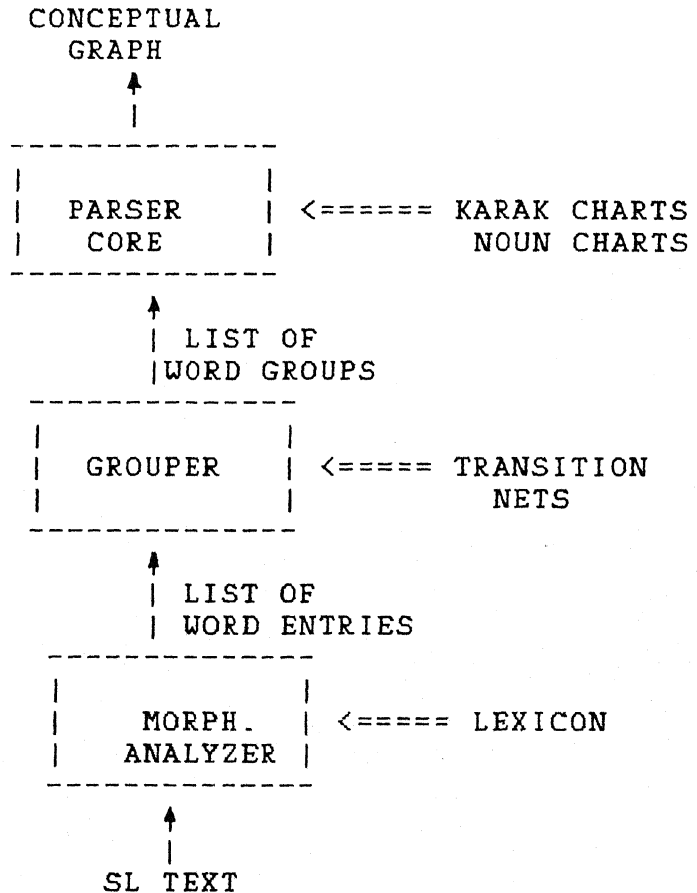 CONCEPTUAL
GRAPH
PARSER
CORE
<====== KARAK CHARTS
NOUN CHARTS
LIST OF
WORD GROUPS
GROUPER
<===== TRANSITION
NETS
LIST OF
WORD ENTRIES
MORPH.
ANALYZER
<===== LEXICON
SL TEXT